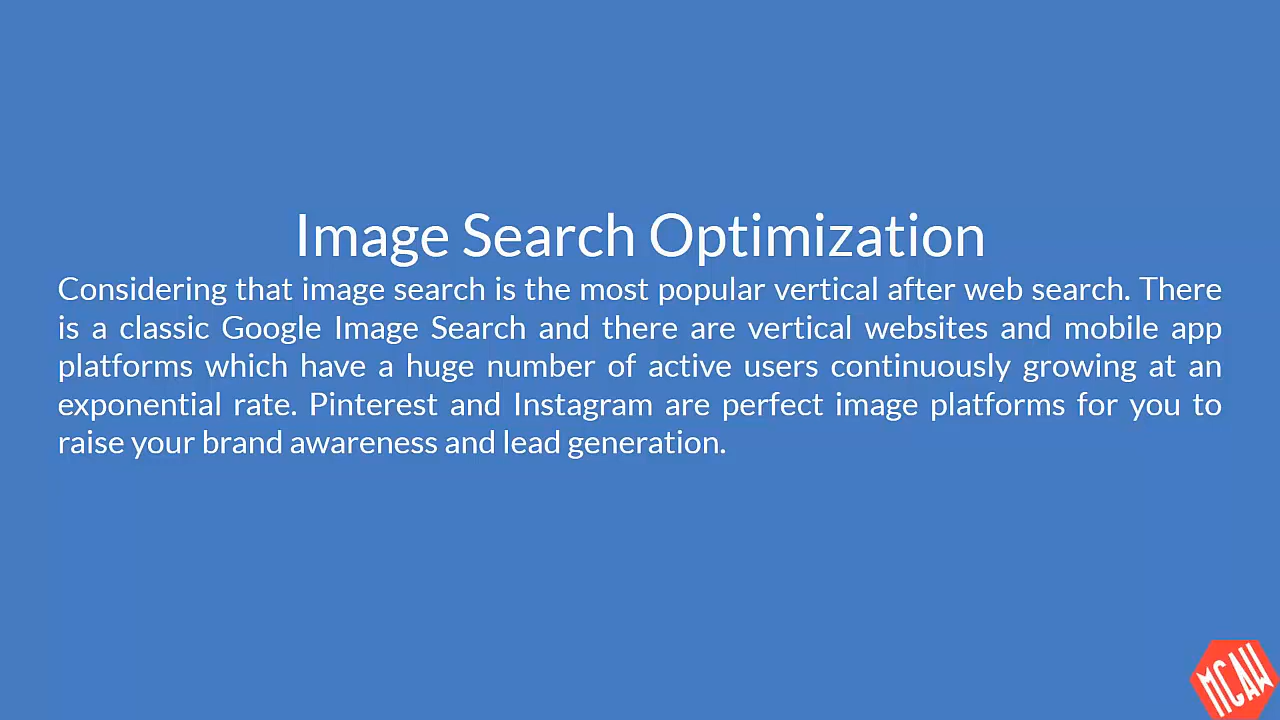 Image Search Optimization
Considering that image search is the most popular vertical after web search. There
is a classic Google Image Search and there are vertical websites and mobile app
platforms which have a huge number of active users continuously growing at an
exponential rate. Pinterest and Instagram are perfect image platforms for you to
raise your brand awareness and lead generation.
MCAW